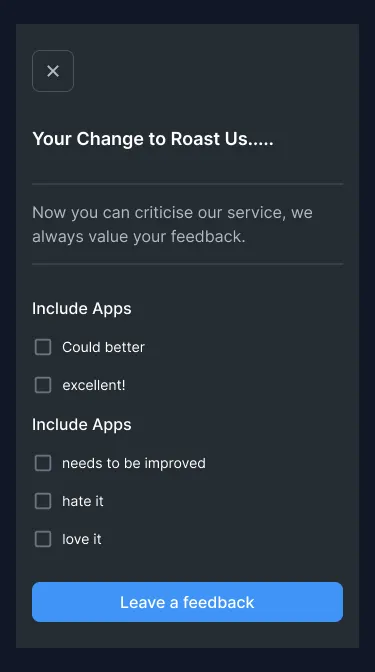 Your Change to Roast Us.....
Now you can criticise our service, we
always value your feedback.
Include Apps
Could better
excellent!
Include Apps
needs to be improved
hate it
love it
Leave a feedback